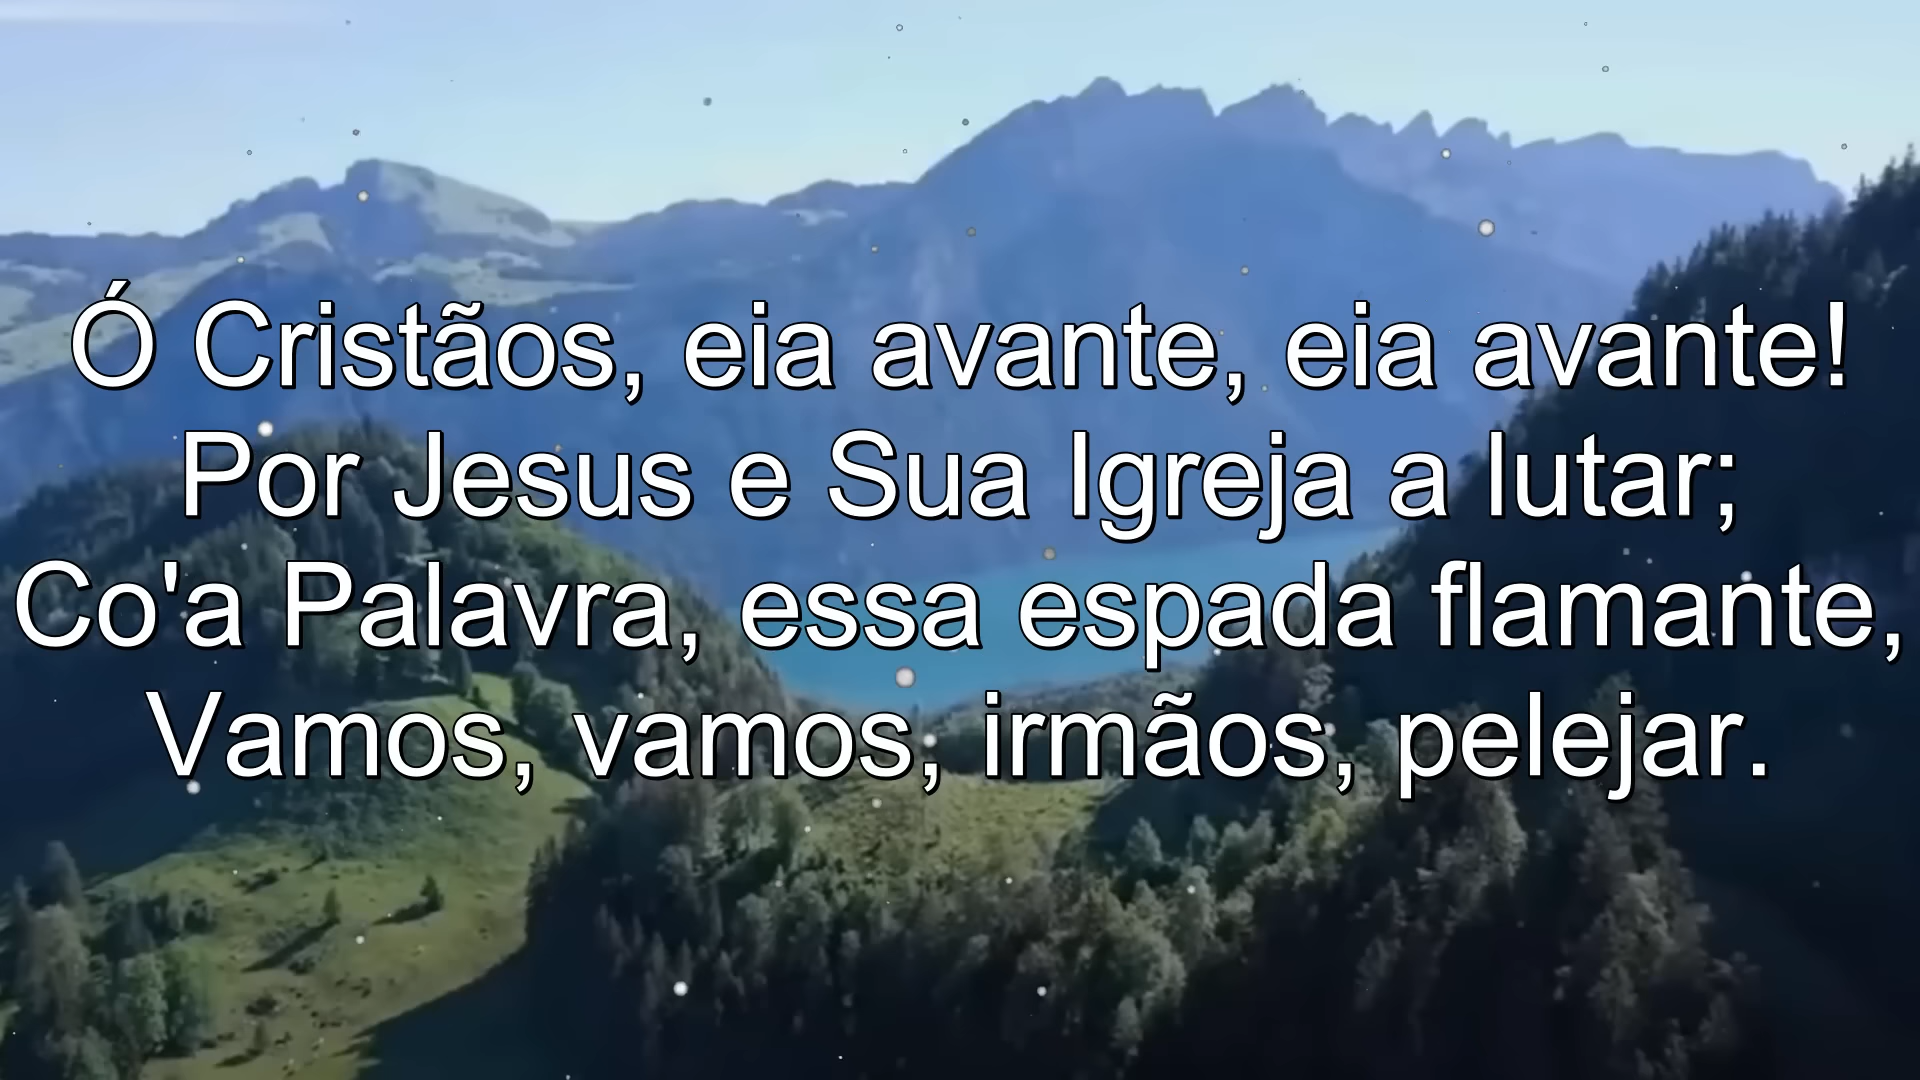 Ó Cristãos, eia avante, eia avante!
Por Jesus e Sua Igreja a lutar;
Co'a Palavra, essa espada flamante,
Vamos, vamos, irmãos, pelejar.